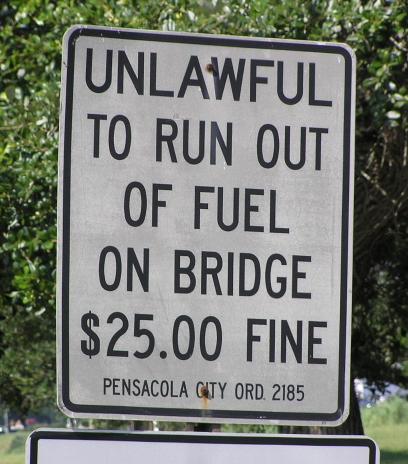 UNLAWFUL
TO RUN OUT
OF FUEL
ON BRIDGE
$25.00 FINE
PENSACOLA CITY ORD. 2185